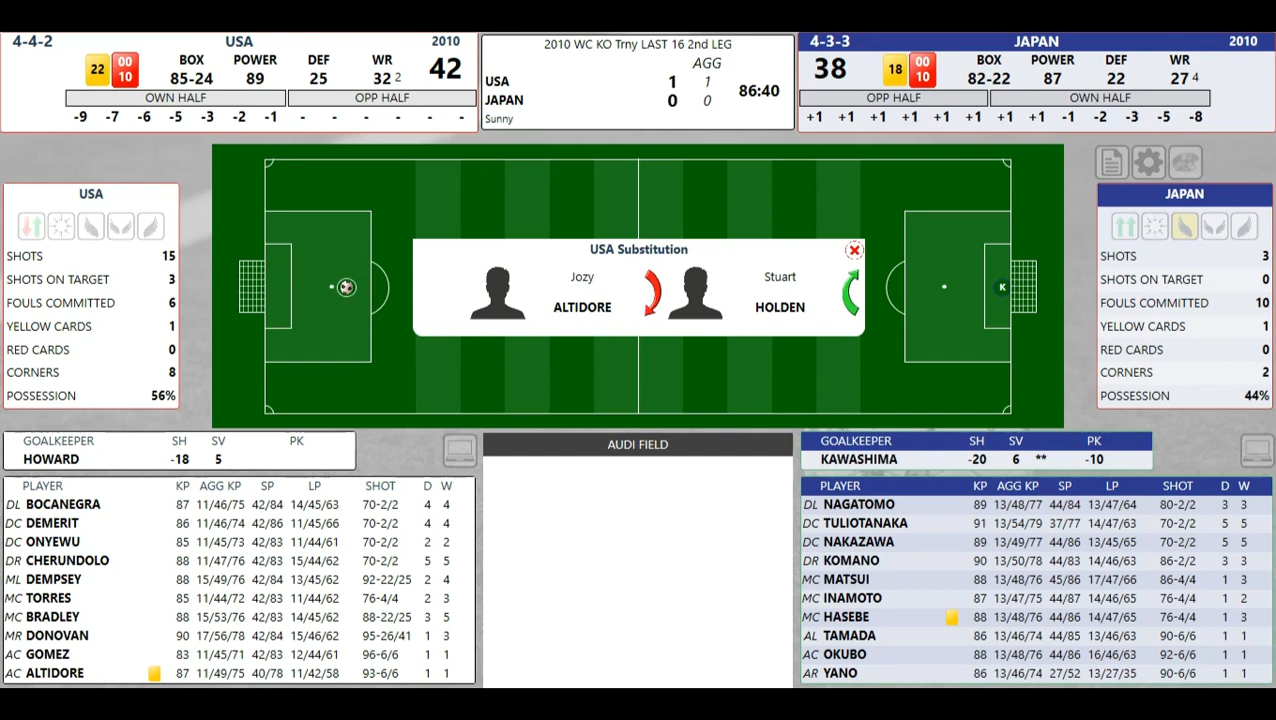 4-4-2 USA 2010
22 00 10 BOX POWER DEF WR 42
85-24 89 25 32 2
OWN HALF OPP HALF
-9 -7 -6 -5 -3 -2 -1 - - - - - -
2010 WC KO Trny LAST 16 2nd LEG
AGG
USA 1 1
JAPAN 0 0
86:40
Sunny
4-3-3 JAPAN 2010
38 18 00 10 BOX POWER DEF WR
82-22 87 22 27 4
OPP HALF OWN HALF
+1 +1 +1 +1 +1 +1 +1 +1 -1 -2 -3 -5 -8
USA
SHOTS 15
SHOTS ON TARGET 3
FOULS COMMITTED 6
YELLOW CARDS 1
RED CARDS 0
CORNERS 8
POSSESSION 56%
USA Substitution
Jozy Stuart
ALTIDORE HOLDEN
K
JAPAN
SHOTS 3
SHOTS ON TARGET 0
FOULS COMMITTED 10
YELLOW CARDS 1
RED CARDS 0
CORNERS 2
POSSESSION 44%
GOALKEEPER SH SV PK
HOWARD -18 5
AUDI FIELD
GOALKEEPER SH SV PK
KAWASHIMA -20 6 ** -10
PLAYER KP AGG KP SP LP SHOT D W
DL BOCANEGRA 87 11/46/75 42/84 14/45/63 70-2/2 4 4
DC DEMERIT 86 11/46/74 42/83 11/45/66 70-2/2 4 4
DC ONYEWU 85 11/45/73 42/83 11/44/61 70-2/2 2 2
DR CHERUNDOLO 88 11/47/76 42/83 15/44/62 70-2/2 5 5
ML DEMPSEY 88 15/49/76 42/84 13/45/62 92-22/25 2 4
MC TORRES 85 11/44/72 42/84 11/44/62 76-4/4 2 3
MC BRADLEY 88 15/53/76 42/83 11/44/62 88-22/25 3 5
MR DONOVAN 90 17/56/78 42/84 15/46/62 95-26/41 1 3
AC GOMEZ 83 11/45/71 42/83 12/44/61 96-6/6 1 1
AC ALTIDORE 87 11/49/75 40/78 11/42/58 93-6/6 1 1
PLAYER KP AGG KP SP LP SHOT D W
DL NAGATOMO 89 13/48/77 44/84 13/47/64 80-2/2 3 3
DC TULIOTANAKA 91 13/54/79 37/77 14/47/63 70-2/2 5 5
DC NAKAZAWA 89 13/49/77 44/86 13/45/65 70-2/2 5 5
DR KOMANO 90 13/50/78 44/83 14/46/63 86-2/2 3 3
MC MATSUI 88 13/48/76 45/86 17/47/66 86-4/4 1 3
MC INAMOTO 87 13/47/75 44/87 14/46/65 76-4/4 1 2
MC HASEBE 88 13/48/76 44/86 14/47/65 76-4/4 1 3
AL TAMADA 86 13/46/74 44/85 13/46/63 90-6/6 1 1
AC OKUBO 88 13/48/76 44/86 16/46/63 92-6/6 1 1
AR YANO 86 13/46/74 27/52 13/27/35 90-6/6 1 1